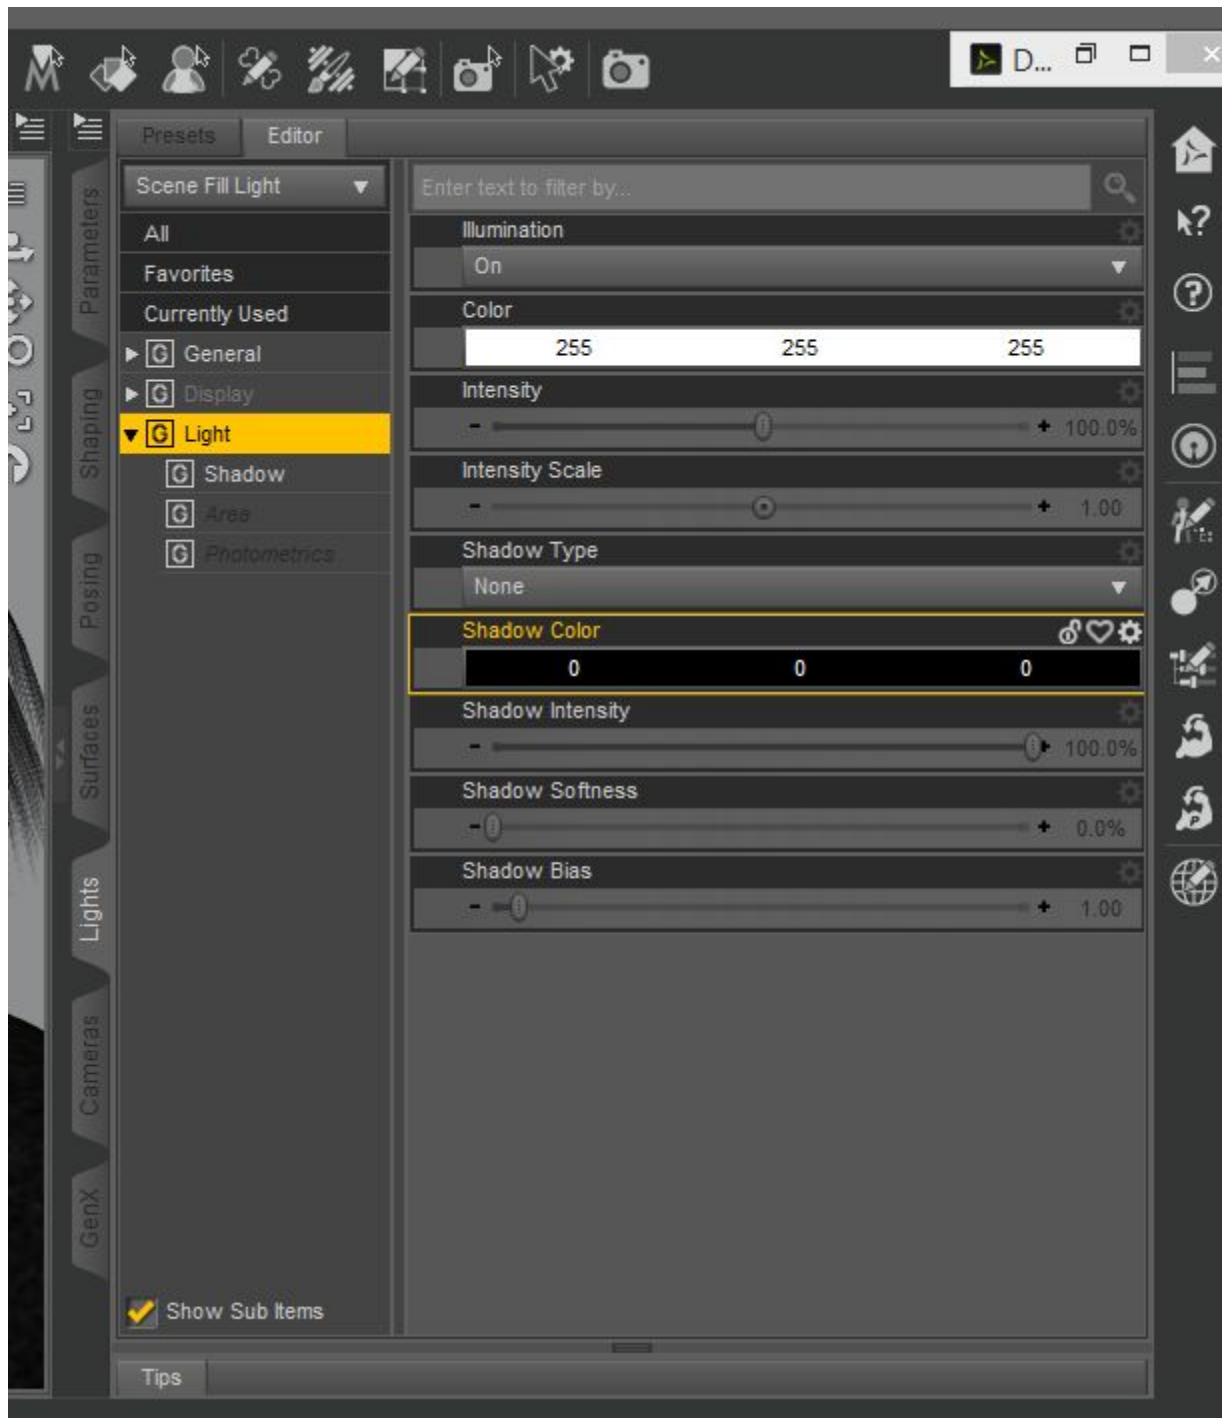 D...
Presets Editor
Scene Fill Light
Enter text to filter by...
All
Favorites
Currently Used
G General
G Display
G Light
G Shadow
G Area
G Photometrics
Show Sub Items
Illumination
On
Color
255 255 255
Intensity
- + 100.0%
Intensity Scale
- + 1.00
Shadow Type
None
Shadow Color
0 0 0
Shadow Intensity
- + 100.0%
Shadow Softness
- + 0.0%
Shadow Bias
- + 1.00
Tips
Parameters
Shaping
Posing
Surfaces
Lights
Cameras
GenX
?
?
P